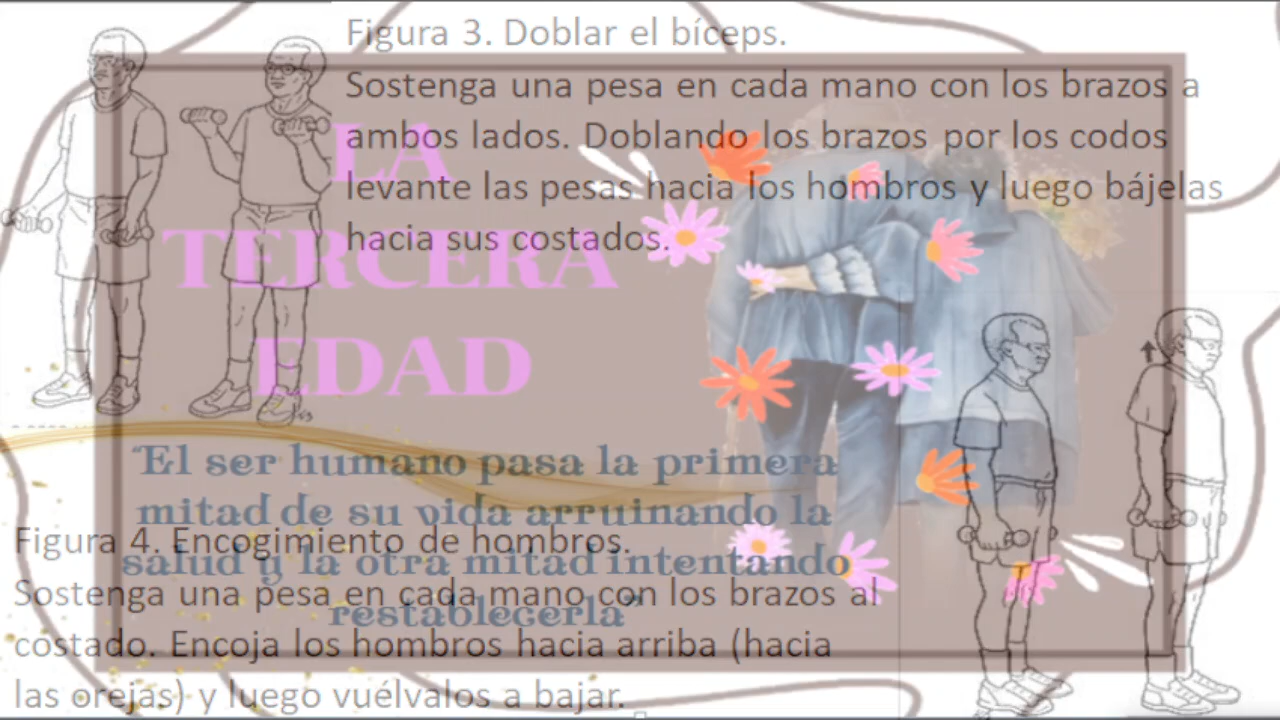 Figura 3. Doblar el bíceps.
Sostenga una pesa en cada mano con los brazos a
ambos lados. Doblando los brazos por los codos
levante las pesas hacia los hombros y luego bájelas
hacia sus costados.
LA
TERCERA
EDAD
"El ser humano pasa la primera
mitad de su vida arruinando la
salud y la otra mitad intentando
restablecerla"
Figura 4. Encogimiento de hombros.
Sostenga una pesa en cada mano con los brazos al
costado. Encoja los hombros hacia arriba (hacia
las orejas) y luego vuélvalos a bajar.